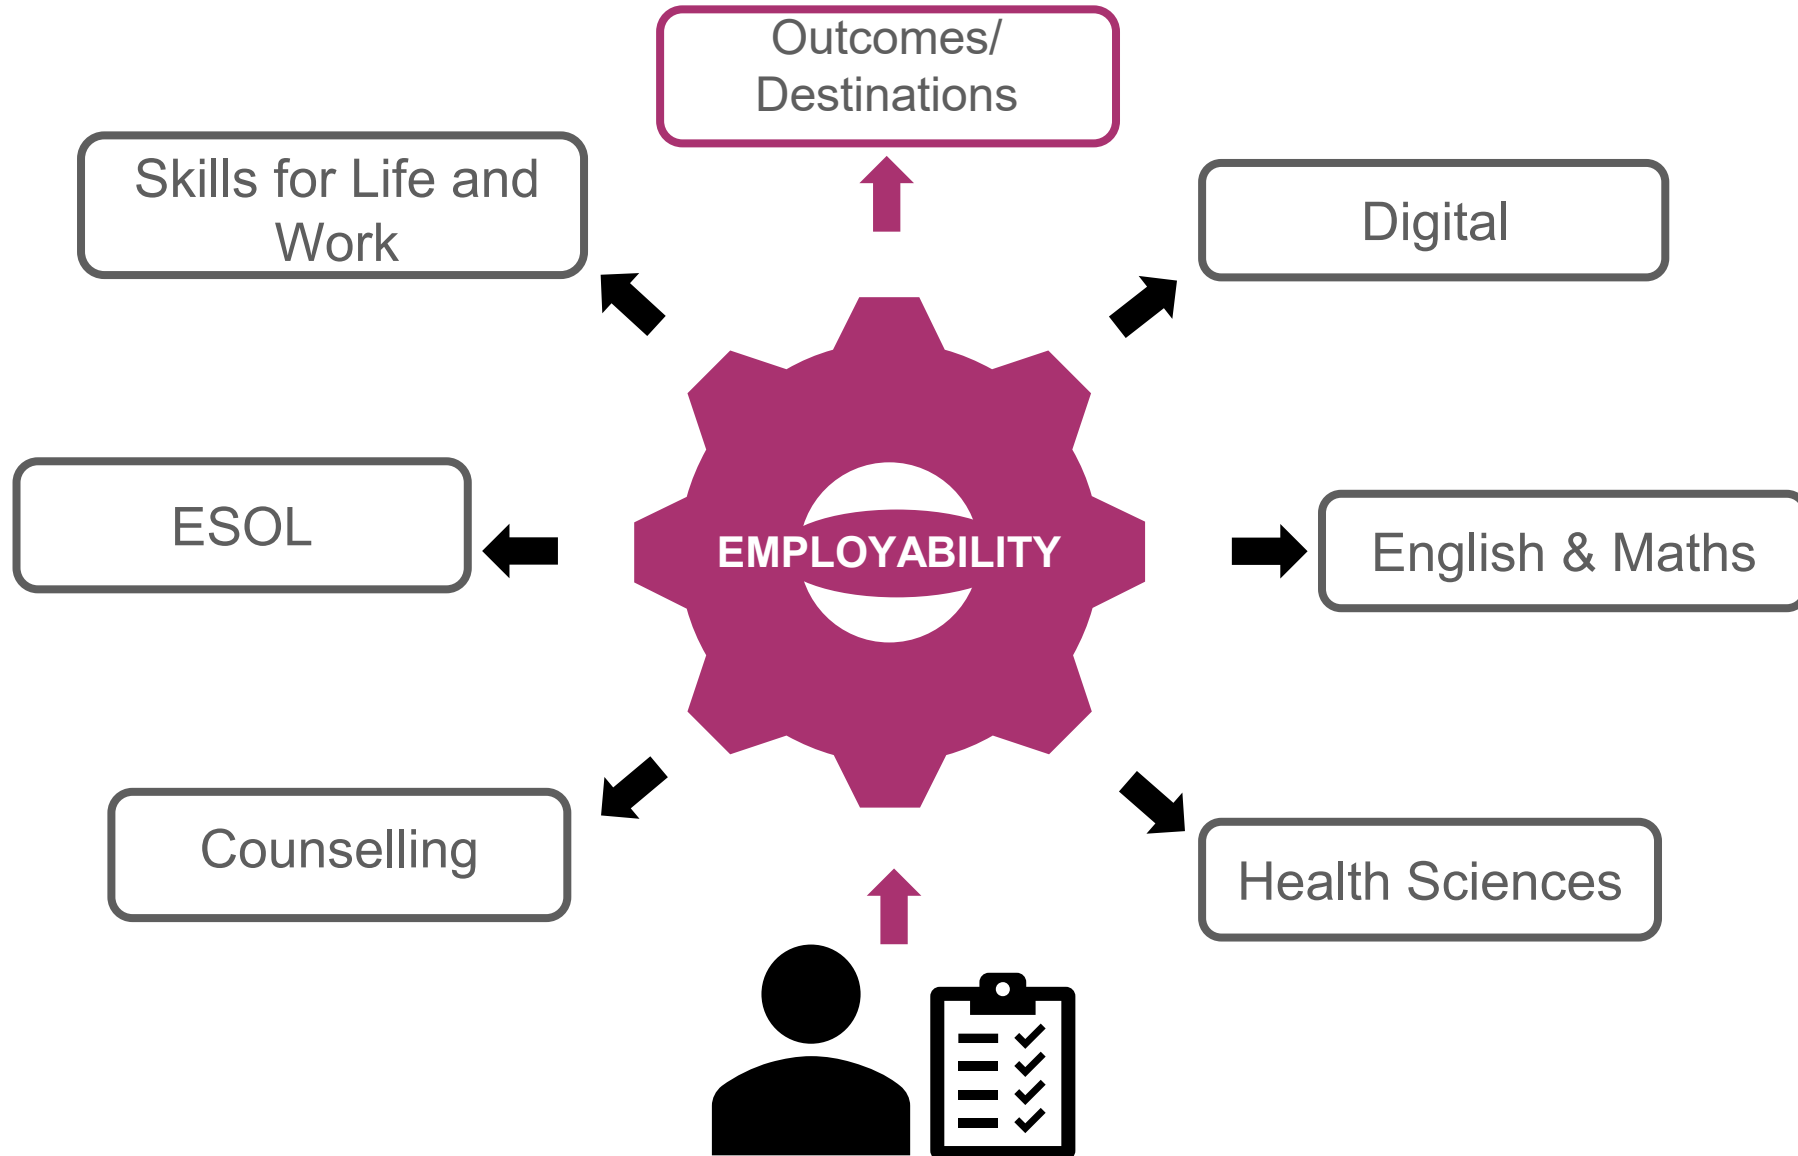 Outcomes/
Destinations
Skills for Life and
Work
Digital
ESOL
EMPLOYABILITY
English & Maths
Counselling
Health Sciences